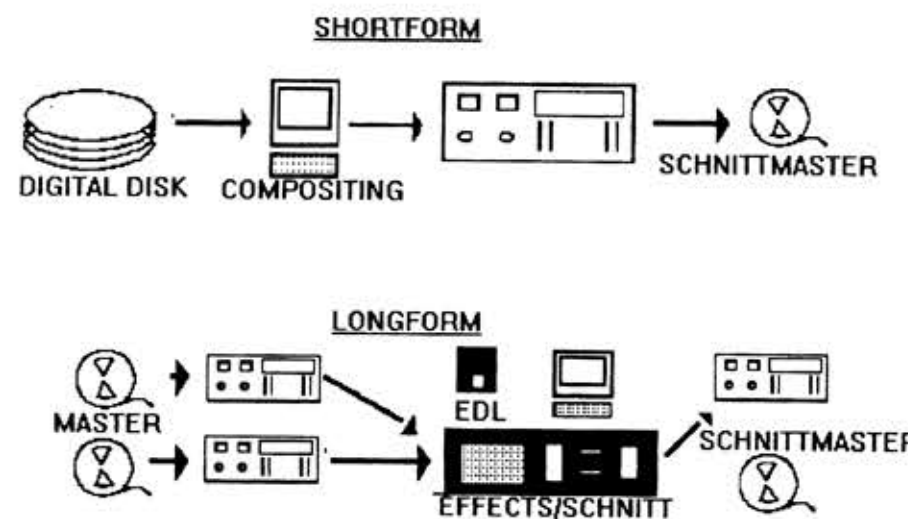 SHORTFORM
DIGITAL DISK
COMPOSITING
SCHNITTMASTER
LONGFORM
MASTER
EDL
SCHNITTMASTER
EFFECTS/SCHNITT